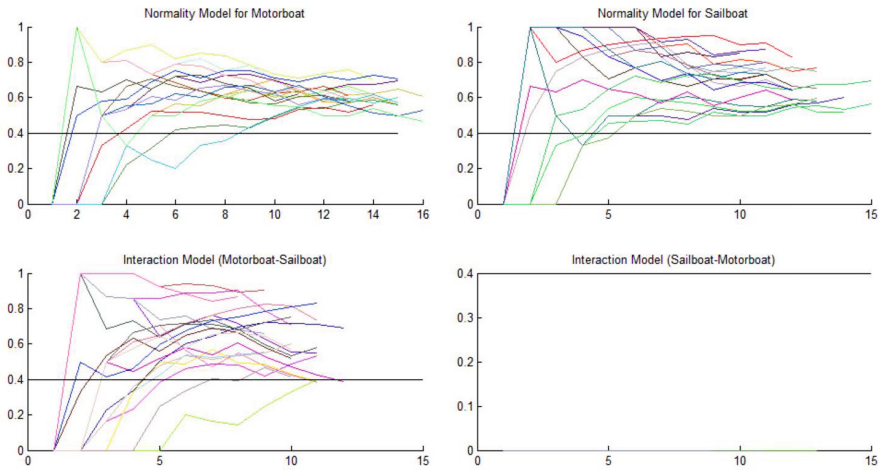 Normality Model for Motorboat
1
0.8
0.6
0.4
0.2
0
0 2 4 6 8 10 12 14 16
Normality Model for Sailboat
1
0.8
0.6
0.4
0.2
0
0 5 10 15
Interaction Model (Motorboat-Sailboat)
1
0.8
0.6
0.4
0.2
0
0 5 10 15
Interaction Model (Sailboat-Motorboat)
0.4
0.3
0.2
0.1
0
0 5 10 15